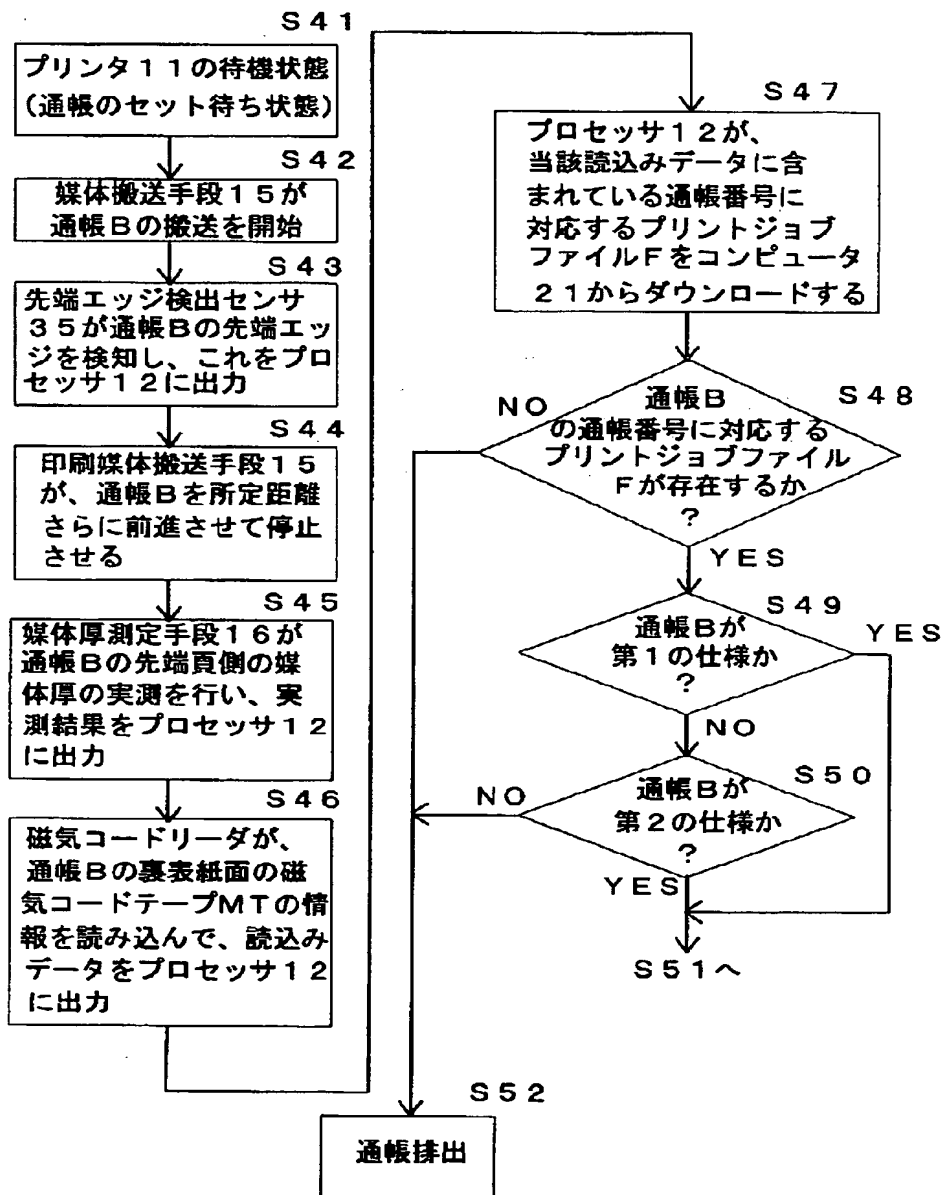 S41
プリンタ11の待機状態
(通帳のセット待ち状態)
S42
媒体搬送手段15が
通帳Bの搬送を開始
S43
先端エッジ検出センサ
35が通帳Bの先端エッ
ジを検知し、これをプロ
セッサ12に出力
S44
印刷媒体搬送手段15
が、通帳Bを所定距離
さらに前進させて停止
させる
S45
媒体厚測定手段16が
通帳Bの先端頁側の媒
体厚の実測を行い、実
測結果をプロセッサ12
に出力
S46
磁気コードリーダが、
通帳Bの裏表紙面の磁
気コードテープMTの情
報を読み込んで、読込み
データをプロセッサ12
に出力
S47
プロセッサ12が、
当該読込みデータに含
まれている通帳番号に
対応するプリントジョブ
ファイルFをコンピュータ
21からダウンロードする
S48
通帳B
の通帳番号に対応する
プリントジョブファイル
Fが存在するか
?
NO
YES
S49
通帳Bが
第1の仕様か
?
YES
NO
S50
通帳Bが
第2の仕様か
?
NO
YES
S51へ
S52
通帳排出